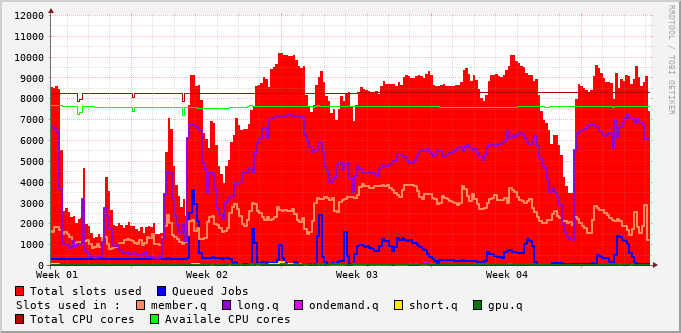 12000
11000
10000
9000
8000
7000
6000
5000
4000
3000
2000
1000
0
Week 01 Week 02 Week 03 Week 04
RRDTOOL / TOBI OETIKER
Total slots used Queued Jobs
Slots used in : member.q long.q ondemand.q short.q gpu.q
Total CPU cores Availale CPU cores